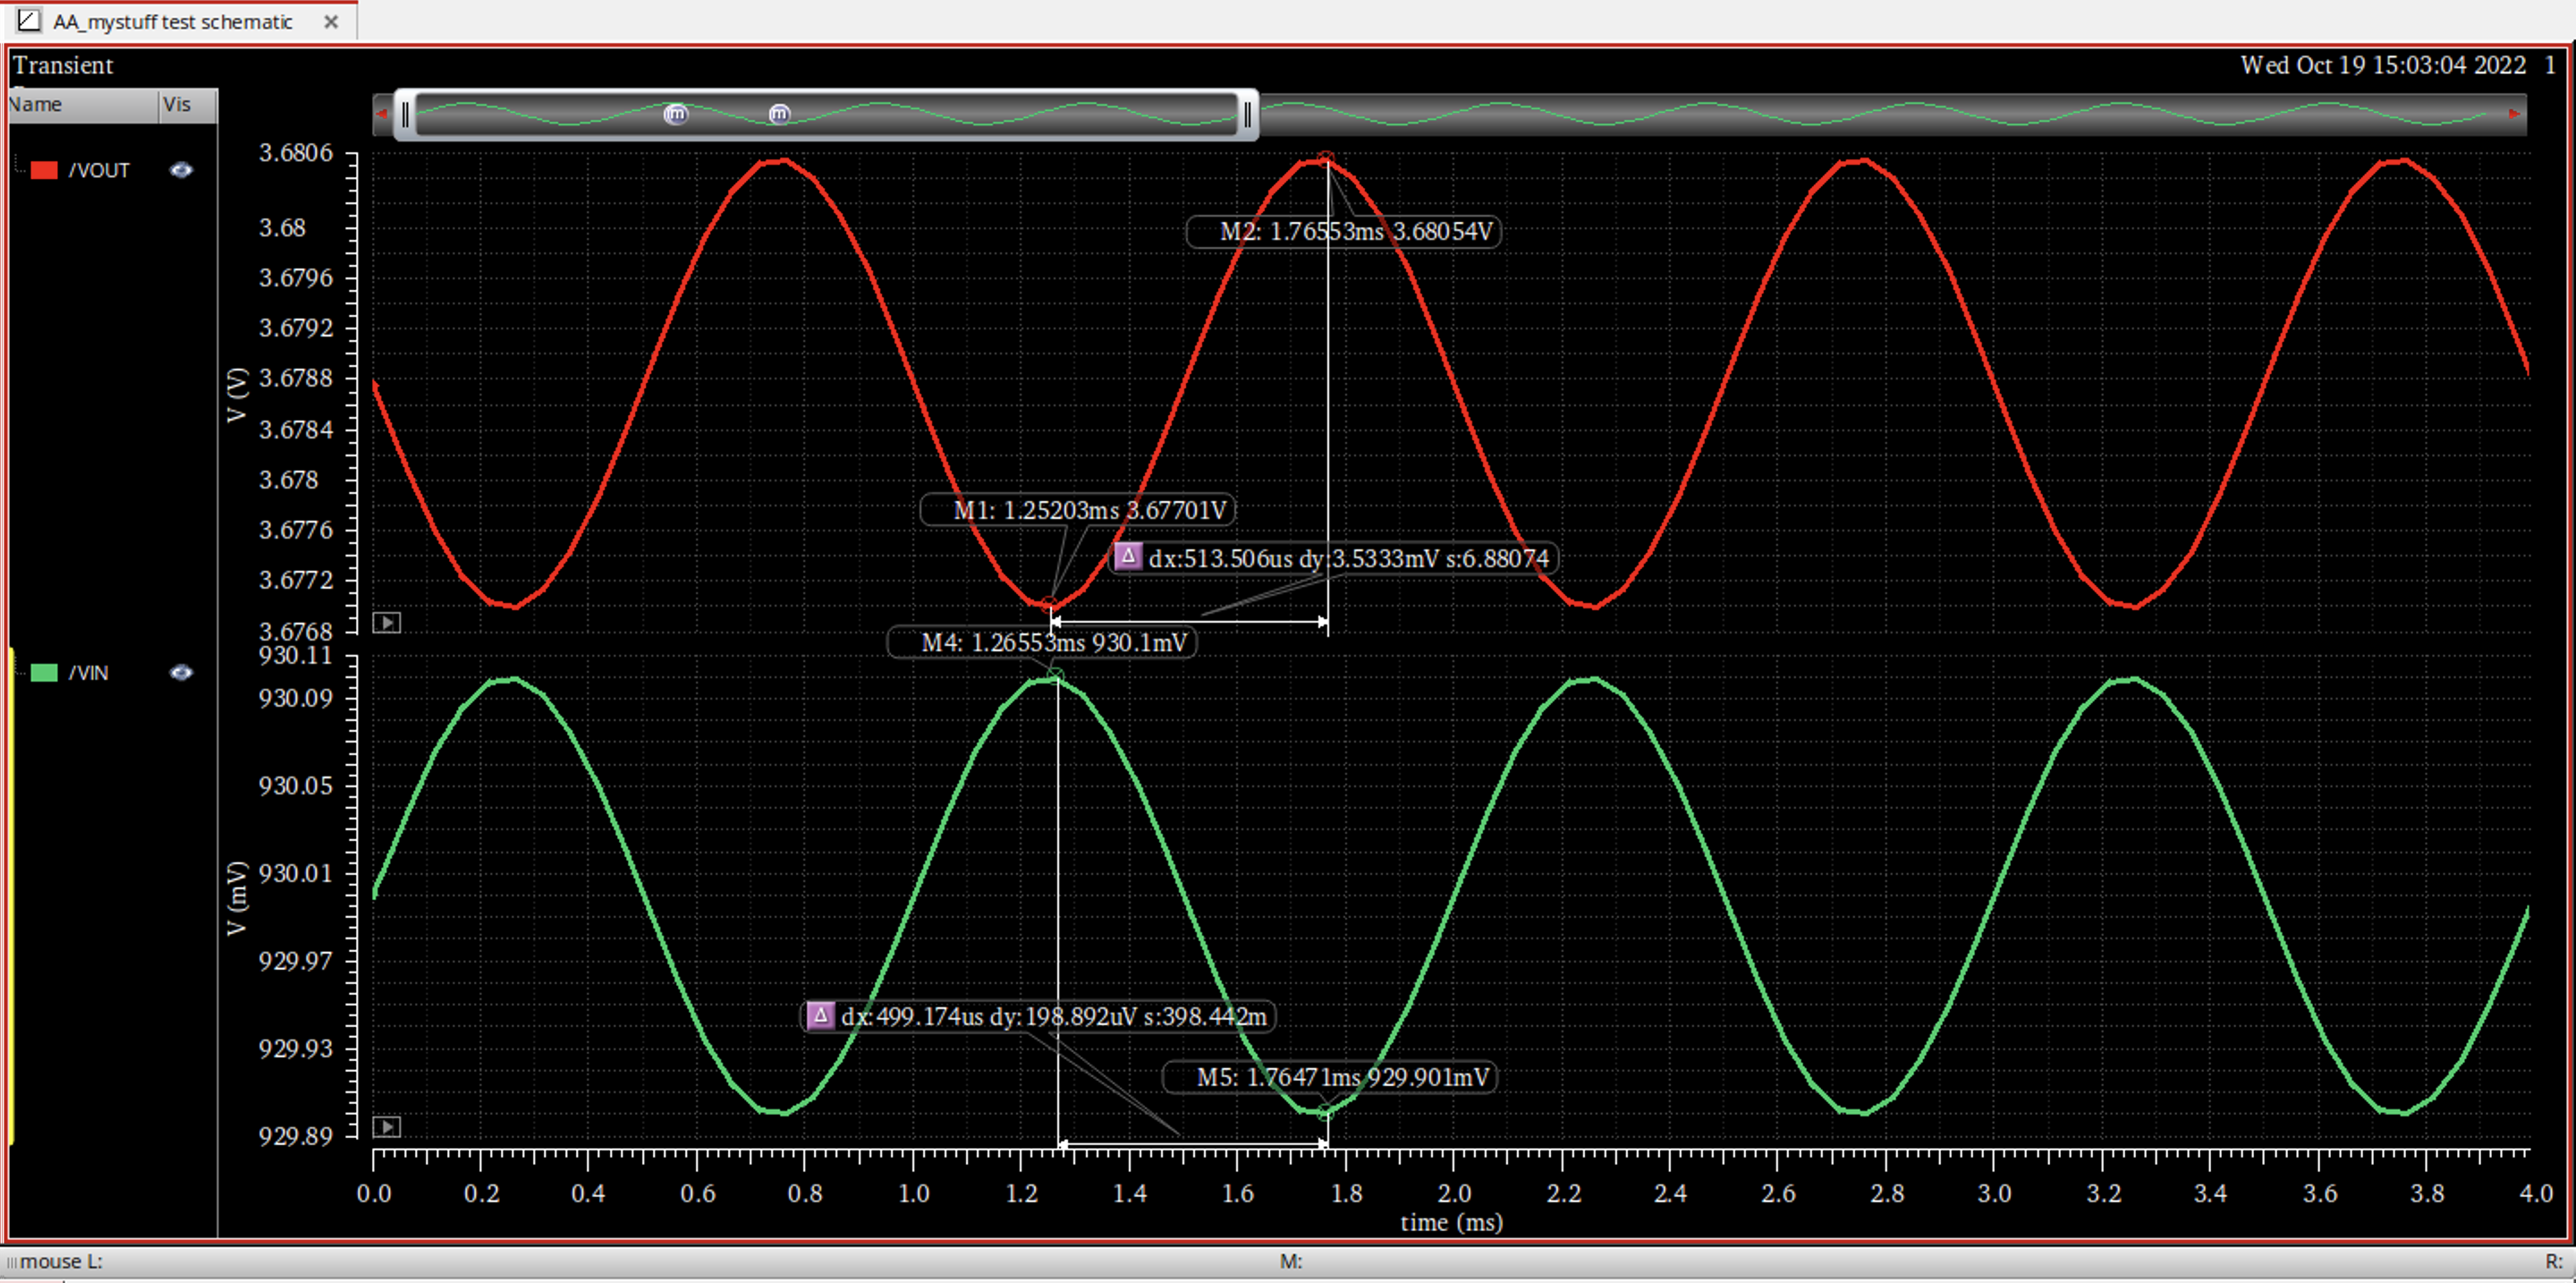 AA_mystuff test schematic
Transient
Wed Oct 19 15:03:04 2022 1
Name Vis
/VOUT
3.6806
3.68
3.6796
3.6792
3.6788
3.6784
3.678
3.6776
3.6772
3.6768
V (V)
M2: 1.76553ms 3.68054V
M1: 1.25203ms 3.67701V
Δ dx:513.506us dy:3.5333mV s:6.88074
/VIN
930.11
930.09
930.05
930.01
929.97
929.93
929.89
V (mV)
M4: 1.26553ms 930.1mV
Δ dx:499.174us dy:198.892uV s:398.442m
M5: 1.76471ms 929.901mV
0.0 0.2 0.4 0.6 0.8 1.0 1.2 1.4 1.6 1.8 2.0 2.2 2.4 2.6 2.8 3.0 3.2 3.4 3.6 3.8 4.0
time (ms)
mouse L: M: R: